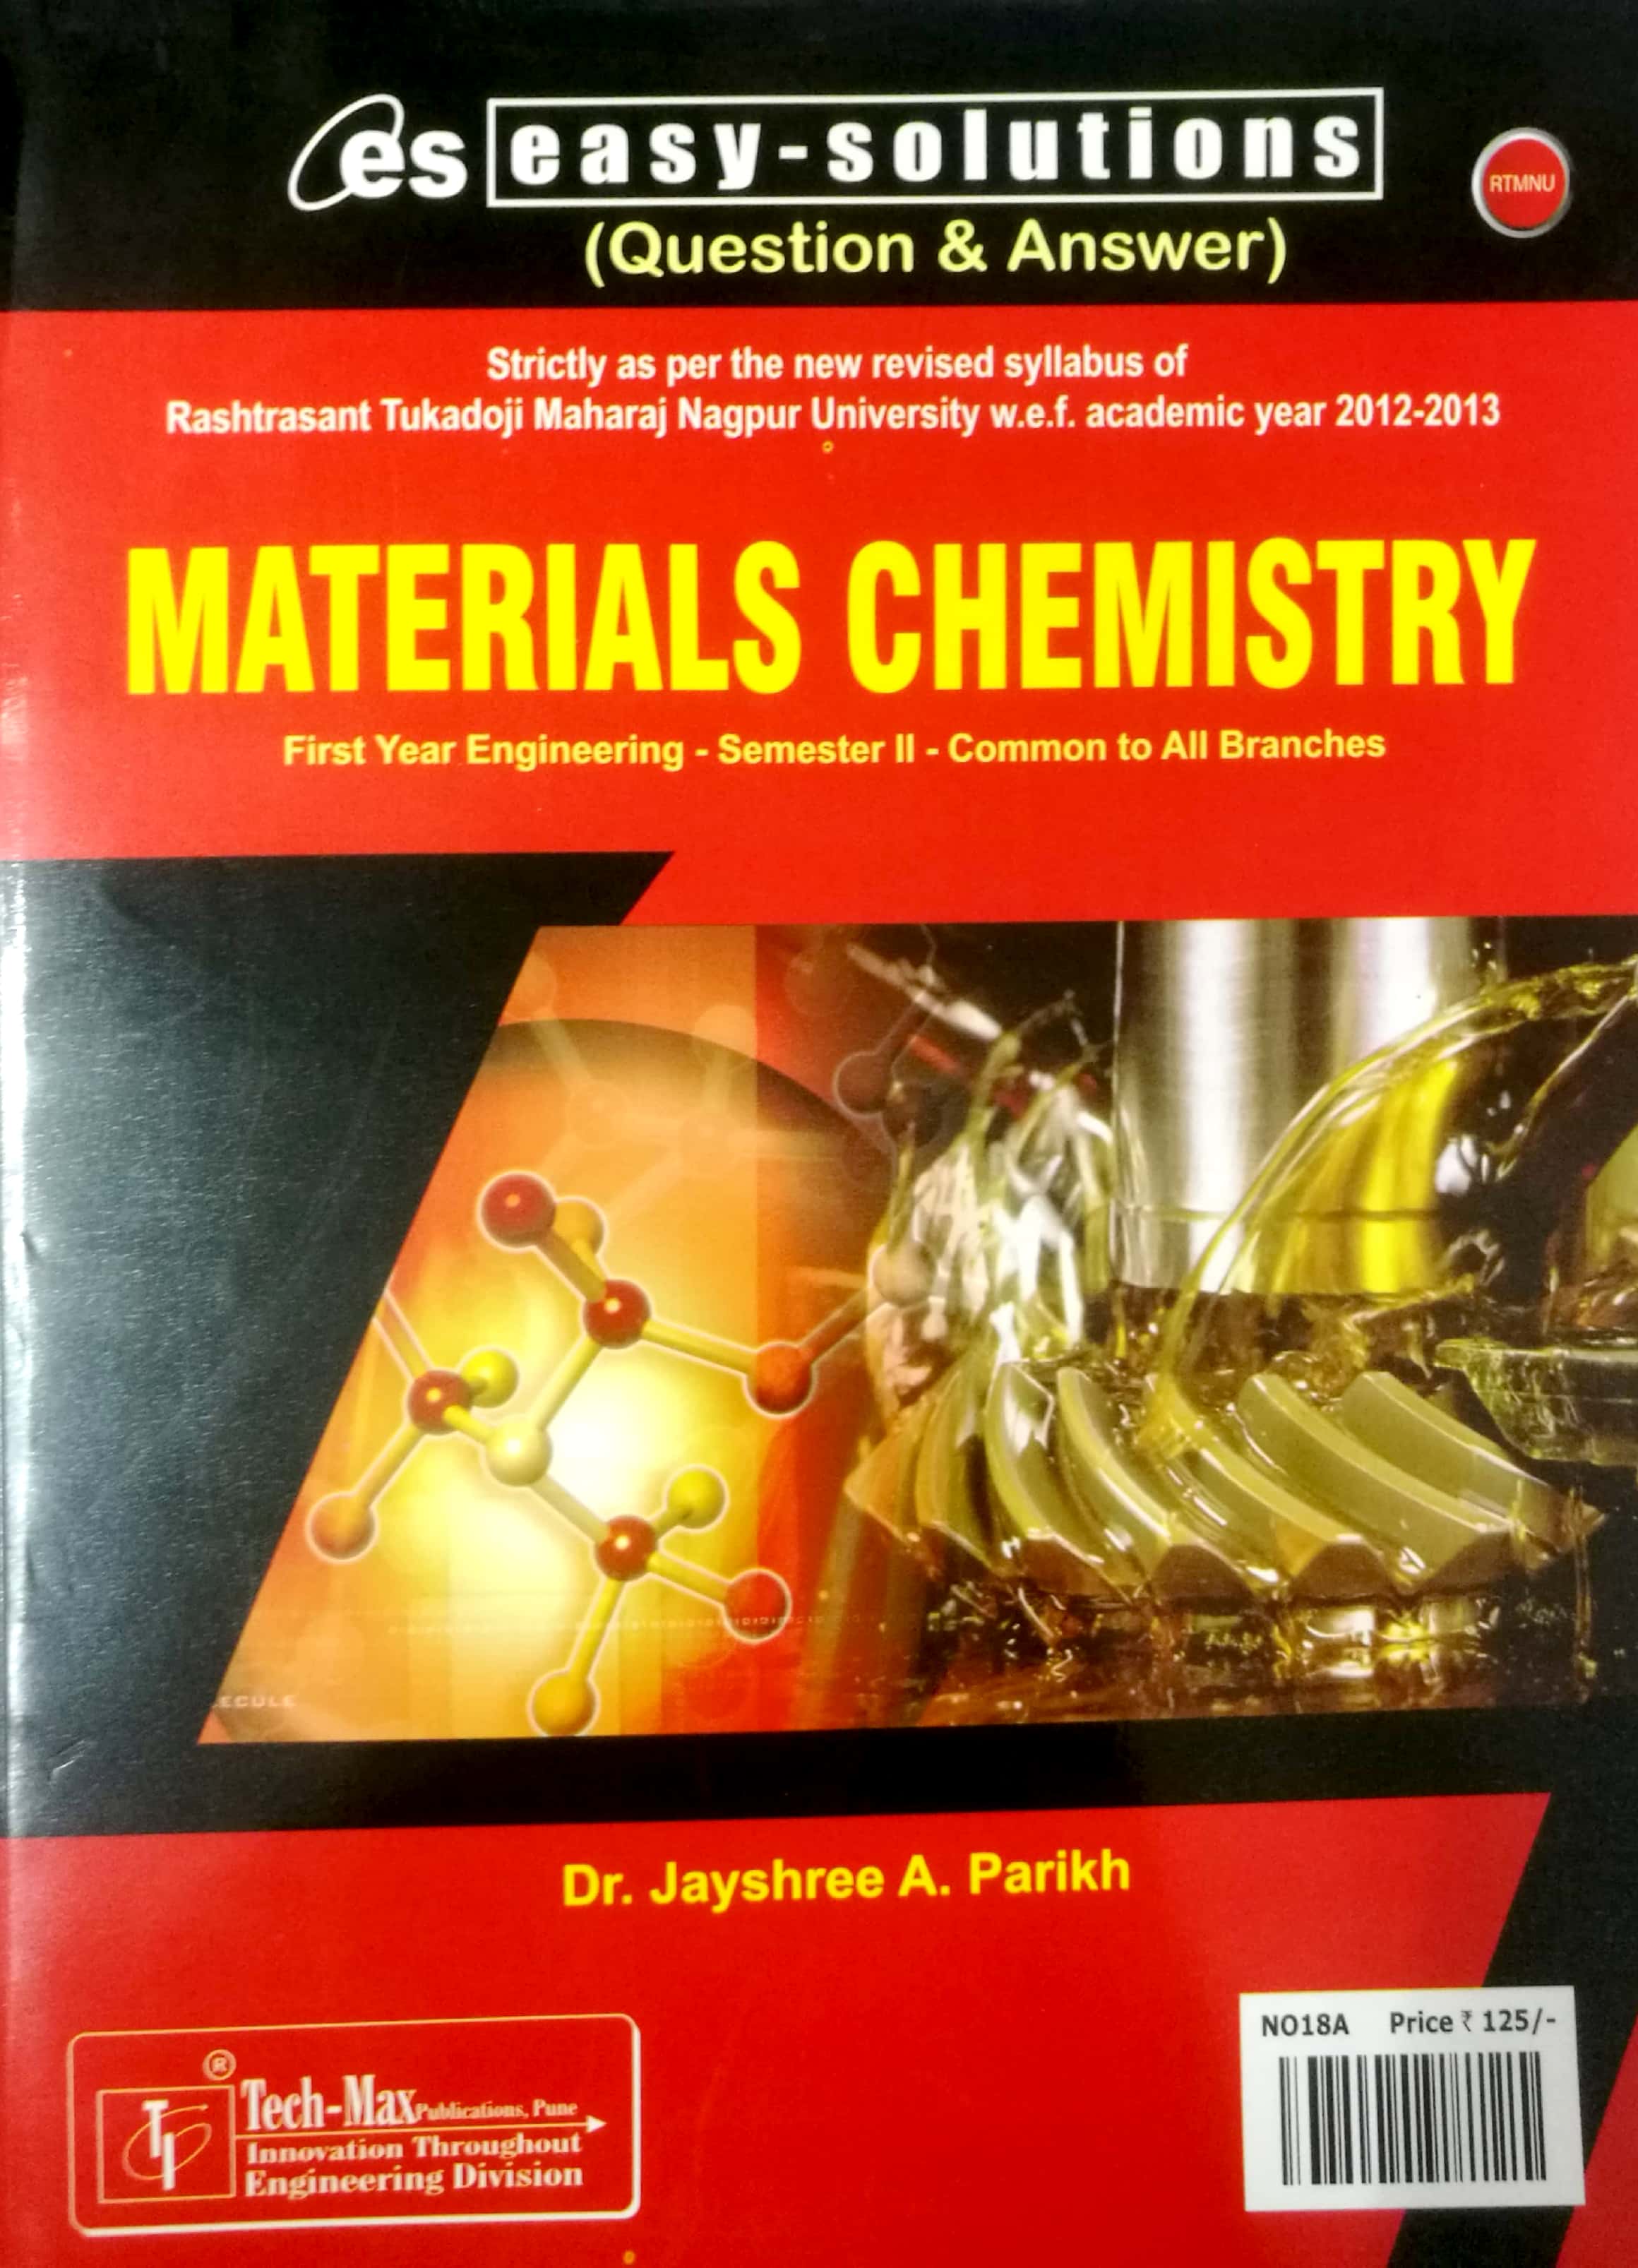 es easy-solutions
RTMNU
(Question & Answer)
Strictly as per the new revised syllabus of
Rashtrasant Tukadoji Maharaj Nagpur University w.e.f. academic year 2012-2013
MATERIALS CHEMISTRY
First Year Engineering - Semester II - Common to All Branches
ECULE
Dr. Jayshree A. Parikh
NO18A Price ₹ 125/-
®
Tech-Max Publications, Pune
Innovation Throughout
Engineering Division